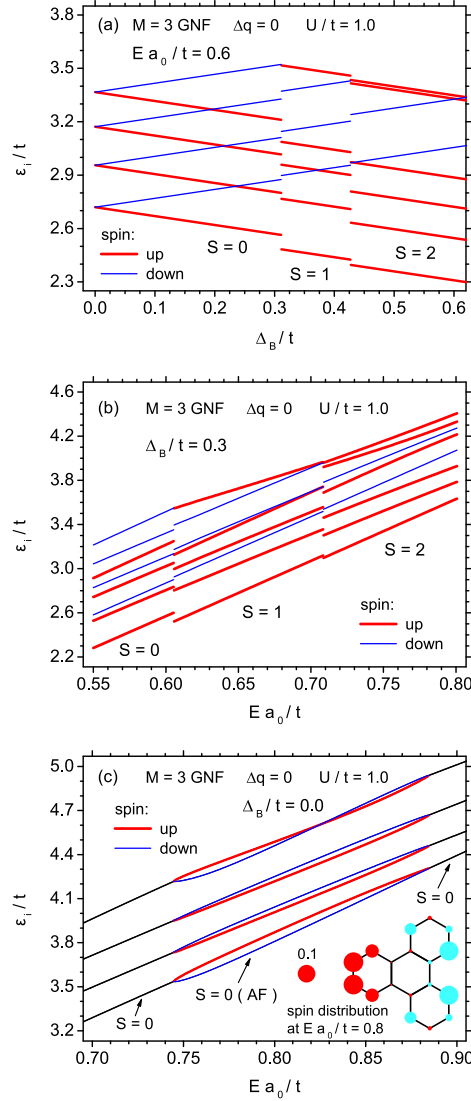 (a) M = 3 GNF Δq = 0 U / t = 1.0
E a₀ / t = 0.6
3.8
3.5
3.2
2.9
2.6
2.3
εᵢ / t
spin:
up
down
S = 0
S = 1
S = 2
0.0 0.1 0.2 0.3 0.4 0.5 0.6
Δ_B / t
(b) M = 3 GNF Δq = 0 U / t = 1.0
Δ_B / t = 0.3
4.6
4.2
3.8
3.4
3.0
2.6
2.2
εᵢ / t
S = 0
S = 1
S = 2
spin:
up
down
0.55 0.60 0.65 0.70 0.75 0.80
E a₀ / t
(c) M = 3 GNF Δq = 0 U / t = 1.0
spin:
up
down
Δ_B / t = 0.0
5.0
4.7
4.4
4.1
3.8
3.5
3.2
εᵢ / t
S = 0
S = 0 ( AF )
S = 0
0.1
spin distribution
at E a₀ / t = 0.8
0.70 0.75 0.80 0.85 0.90
E a₀ / t